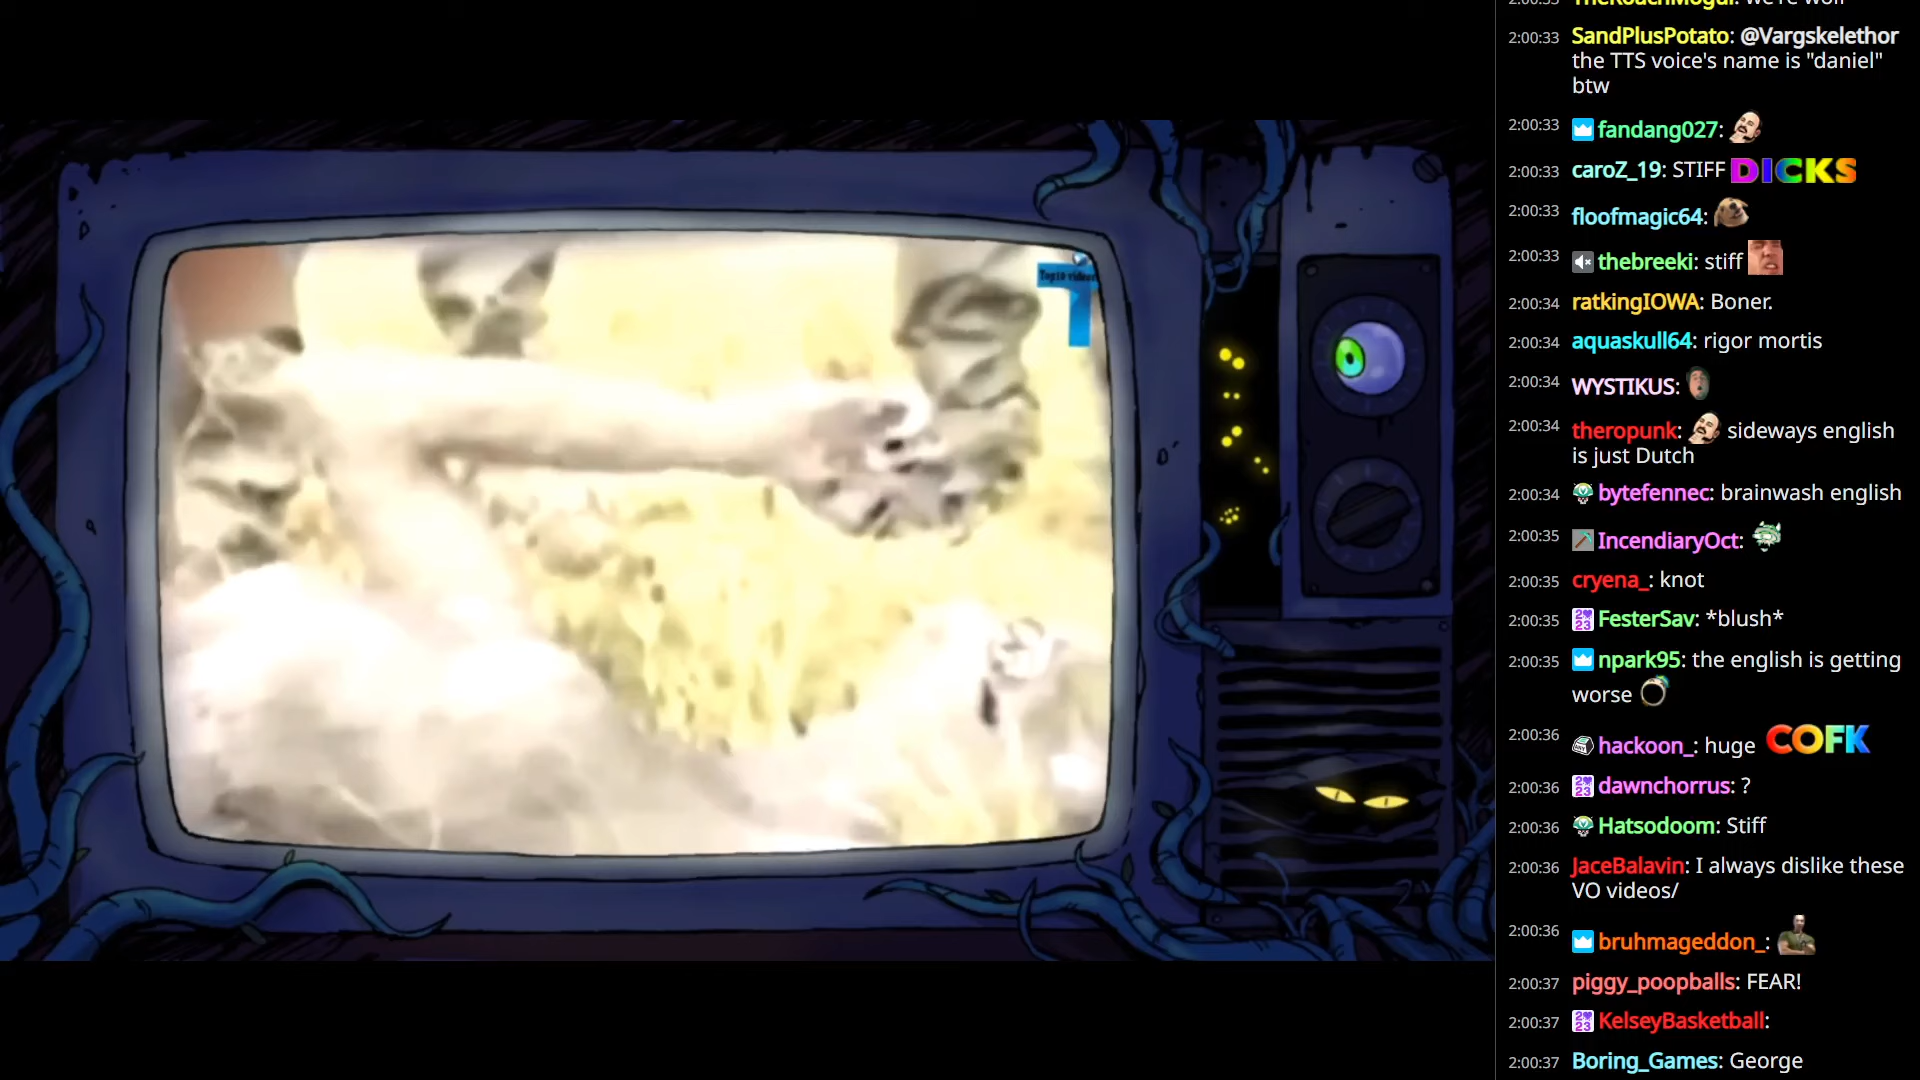 Top10 videos
7
2:00:33
SandPlusPotato: @Vargskelethor
the TTS voice's name is "daniel"
btw
2:00:33 fandang027:
2:00:33 caroZ_19: STIFF DICKS
2:00:33 floofmagic64:
2:00:33 thebreeki: stiff
2:00:34 ratkingIOWA: Boner.
2:00:34 aquaskull64: rigor mortis
2:00:34 WYSTIKUS:
2:00:34 theropunk: sideways english
is just Dutch
2:00:34 bytefennec: brainwash english
2:00:35 IncendiaryOct:
2:00:35 cryena_: knot
2:00:35 FesterSav: *blush*
2:00:35 npark95: the english is getting
worse
2:00:36 hackoon_: huge COFK
2:00:36 dawnchorrus: ?
2:00:36 Hatsodoom: Stiff
2:00:36 JaceBalavin: I always dislike these
VO videos/
2:00:36 bruhmageddon_:
2:00:37 piggy_poopballs: FEAR!
2:00:37 KelseyBasketball:
2:00:37 Boring_Games: George